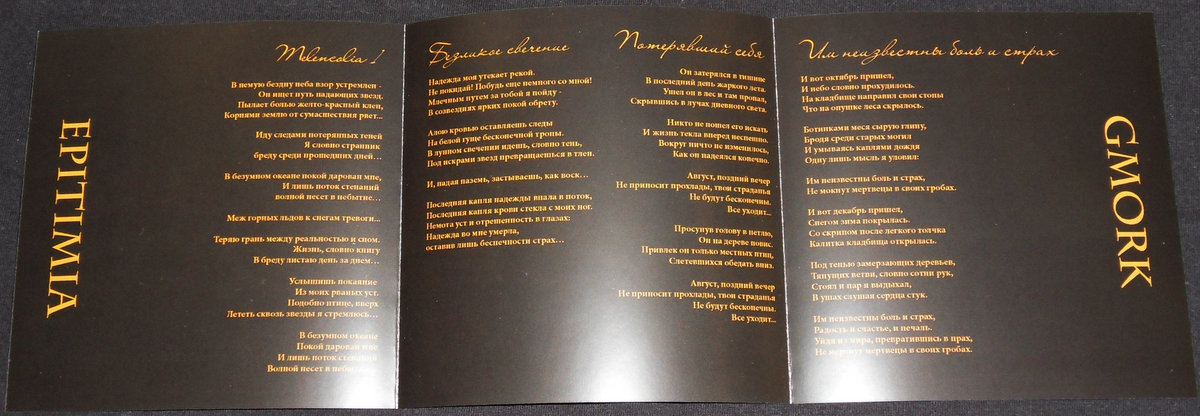 EPITIMIA
Melencolia I
В немую бездну неба взор устремлен -
Он ищет путь падающих звезд.
Пылает болью желто-красный клен,
Корнями землю от сумасшествия рвет...
Иду следами потерянных теней
Я словно странник
бреду среди прошедших дней…
В безумном океане покой дарован мне,
И лишь поток стенаний
волной несет в небытие…
Меж горных льдов к снегам тревоги...
Теряю грань между реальностью и сном.
Жизнь, словно книгу
В бреду листаю день за днем…
Услышишь покаяние
Из моих рваных уст.
Подобно птице, вверх
Лететь сквозь звезды я стремлюсь…
В безумном океане
Покой дарован мне
И лишь поток стенаний
Волной несет в небытие…
Безликое свечение
Надежда моя утекает рекой.
Не покидай! Побудь еще немного со мной!
Млечным путем за тобой я пойду -
В созвездиях ярких покой обрету.
Алою кровью оставляешь следы
На белой гуще бесконечной тропы.
В лунном свечении идешь, словно тень,
Под искрами звезд превращаешься в тлен.
И, падая наземь, застываешь, как воск…
Последняя капля надежды впала в поток,
Последняя капля крови стекла с моих ног.
Немота уст и отрешенность в глазах:
Надежда во мне умерла,
оставив лишь беспечности страх…
Потерявший себя
Он затерялся в тишине
В последний день жаркого лета.
Ушел он в лес и там пропал,
Скрывшись в лучах дневного света.
Никто не пошел его искать
И жизнь текла вперед неспешно.
Вокруг ничто не изменилось,
Как он надеялся конечно.
Август, поздний вечер
Не приносит прохлады, твои страданья
Не будут бесконечны.
Все уходит...
Просунув голову в петлю,
Он на дереве повис.
Привлек он только местных птиц,
Слетевшихся обедать вниз.
Август, поздний вечер
Не приносит прохлады, твои страданья
Не будут бесконечны.
Все уходит...
Им неизвестны боль и страх
И вот октябрь пришел,
И небо словно прохудилось.
На кладбище направил свои стопы
Что на опушке леса скрылось.
Ботинками меся сырую глину,
Бродя среди старых могил
И умываясь каплями дождя
Одну лишь мысль я уловил:
Им неизвестны боль и страх,
Не мокнут мертвецы в своих гробах.
И вот декабрь пришел,
Снегом зима покрылась.
Со скрипом после легкого толчка
Калитка кладбища открылась.
Под тенью замерзающих деревьев,
Тянущих ветви, словно сотни рук,
Стоял и пар я выдыхал,
В ушах слушая сердца стук.
Им неизвестны боль и страх,
Радость и счастье, и печаль.
Уйдя из мира, превратившись в прах,
Не мерзнут мертвецы в своих гробах.
GMORK